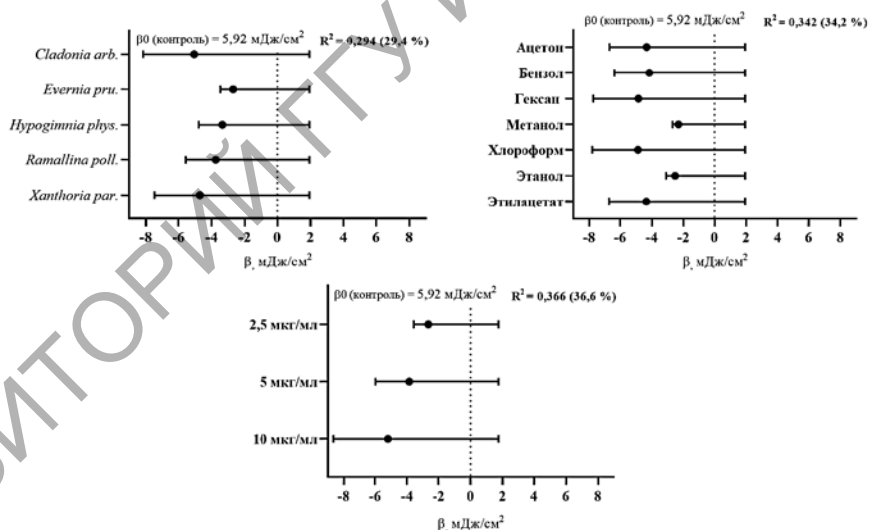 β0 (контроль) = 5,92 мДж/см²
R² = 0,294 (29,4 %)
Cladonia arb.
Evernia pru.
Hypogimnia phys.
Ramallina poll.
Xanthoria par.
-8 -6 -4 -2 0 2 4 6 8
β, мДж/см²
β0 (контроль) = 5,92 мДж/см²
R² = 0,342 (34,2 %)
Ацетон
Бензол
Гексан
Метанол
Хлороформ
Этанол
Этилацетат
-8 -6 -4 -2 0 2 4 6 8
β, мДж/см²
β0 (контроль) = 5,92 мДж/см²
R² = 0,366 (36,6 %)
2,5 мкг/мл
5 мкг/мл
10 мкг/мл
-8 -6 -4 -2 0 2 4 6 8
β, мДж/см²
ЗИТОРИЙ ГГУ